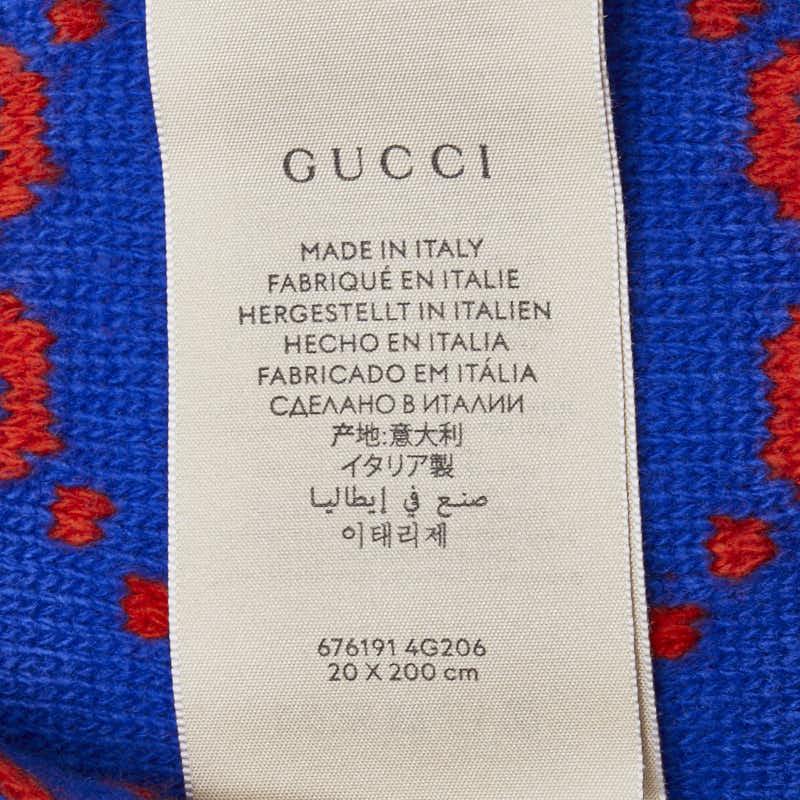 GUCCI
MADE IN ITALY
FABRIQUÉ EN ITALIE
HERGESTELLT IN ITALIEN
HECHO EN ITALIA
FABRICADO EM ITÁLIA
СДЕЛАНО В ИТАЛИИ
产地:意大利
イタリア製
صنع في إيطاليا
이태리제
676191 4G206
20 X 200 cm